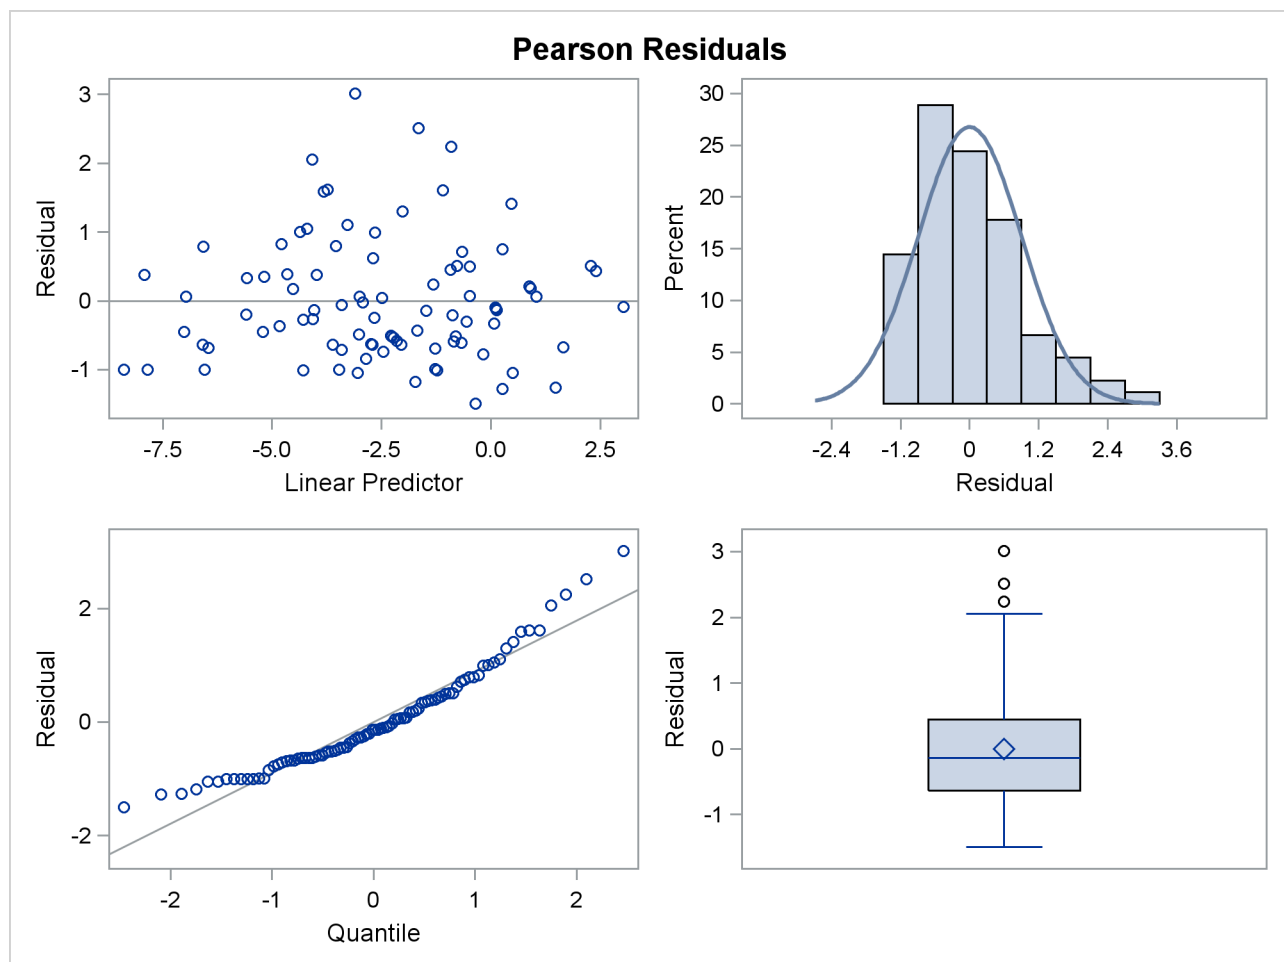 Pearson Residuals
3
2
1
0
-1
Residual
-7.5 -5.0 -2.5 0.0 2.5
Linear Predictor
30
25
20
15
10
5
0
Percent
-2.4 -1.2 0 1.2 2.4 3.6
Residual
2
0
-2
Residual
-2 -1 0 1 2
Quantile
3
2
1
0
-1
Residual